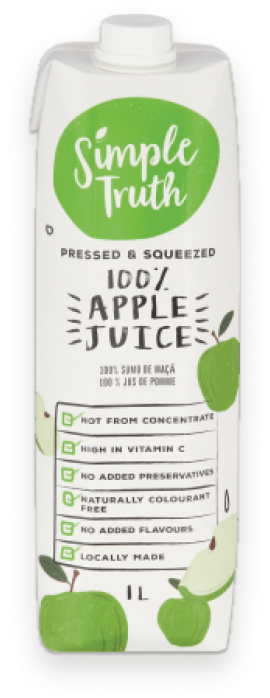 Simple
Truth
PRESSED & SQUEEZED
100%
APPLE
JUICE
100% SUMO DE MAÇÃ
100 % JUS DE POMME
NOT FROM CONCENTRATE
HIGH IN VITAMIN C
NO ADDED PRESERVATIVES
NATURALLY COLOURANT
FREE
NO ADDED FLAVOURS
LOCALLY MADE
1L